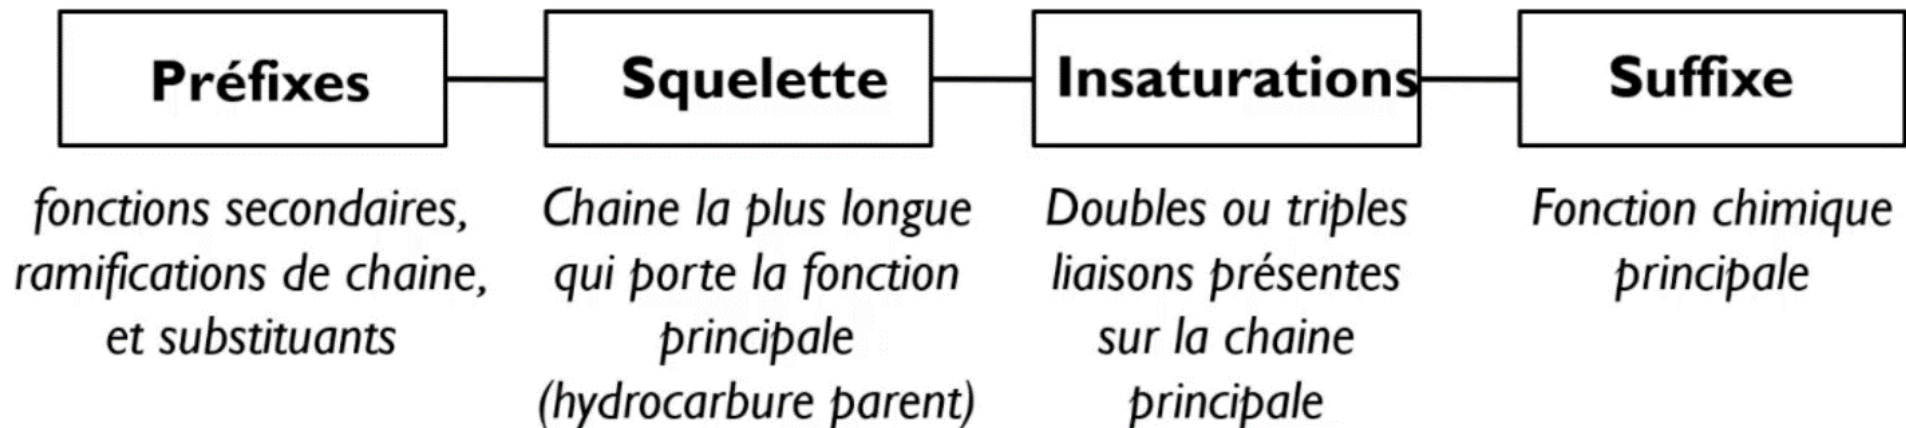 Préfixes
Squelette
Insaturations
Suffixe
fonctions secondaires,
ramifications de chaine,
et substituants
Chaine la plus longue
qui porte la fonction
principale
(hydrocarbure parent)
Doubles ou triples
liaisons présentes
sur la chaine
principale
Fonction chimique
principale